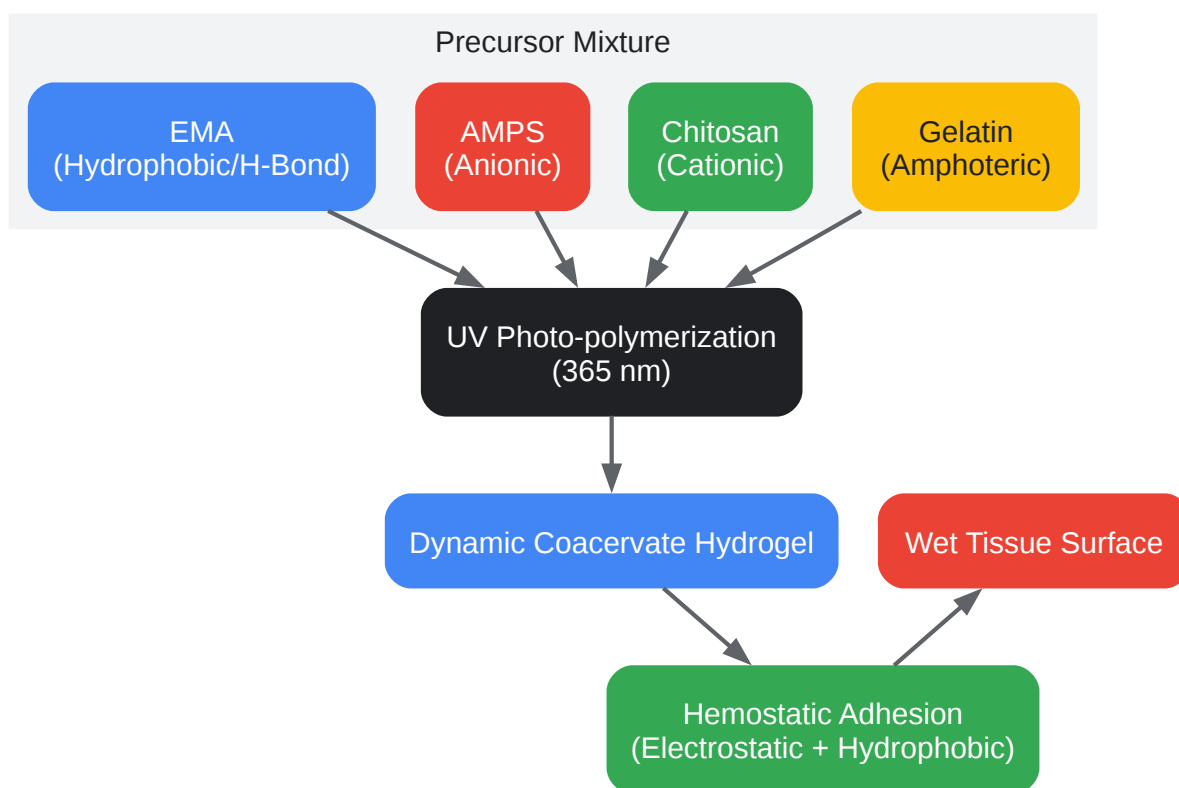 Precursor Mixture
EMA
(Hydrophobic/H-Bond)
AMPS
(Anionic)
Chitosan
(Cationic)
Gelatin
(Amphoteric)
UV Photo-polymerization
(365 nm)
Dynamic Coacervate Hydrogel
Wet Tissue Surface
Hemostatic Adhesion
(Electrostatic + Hydrophobic)